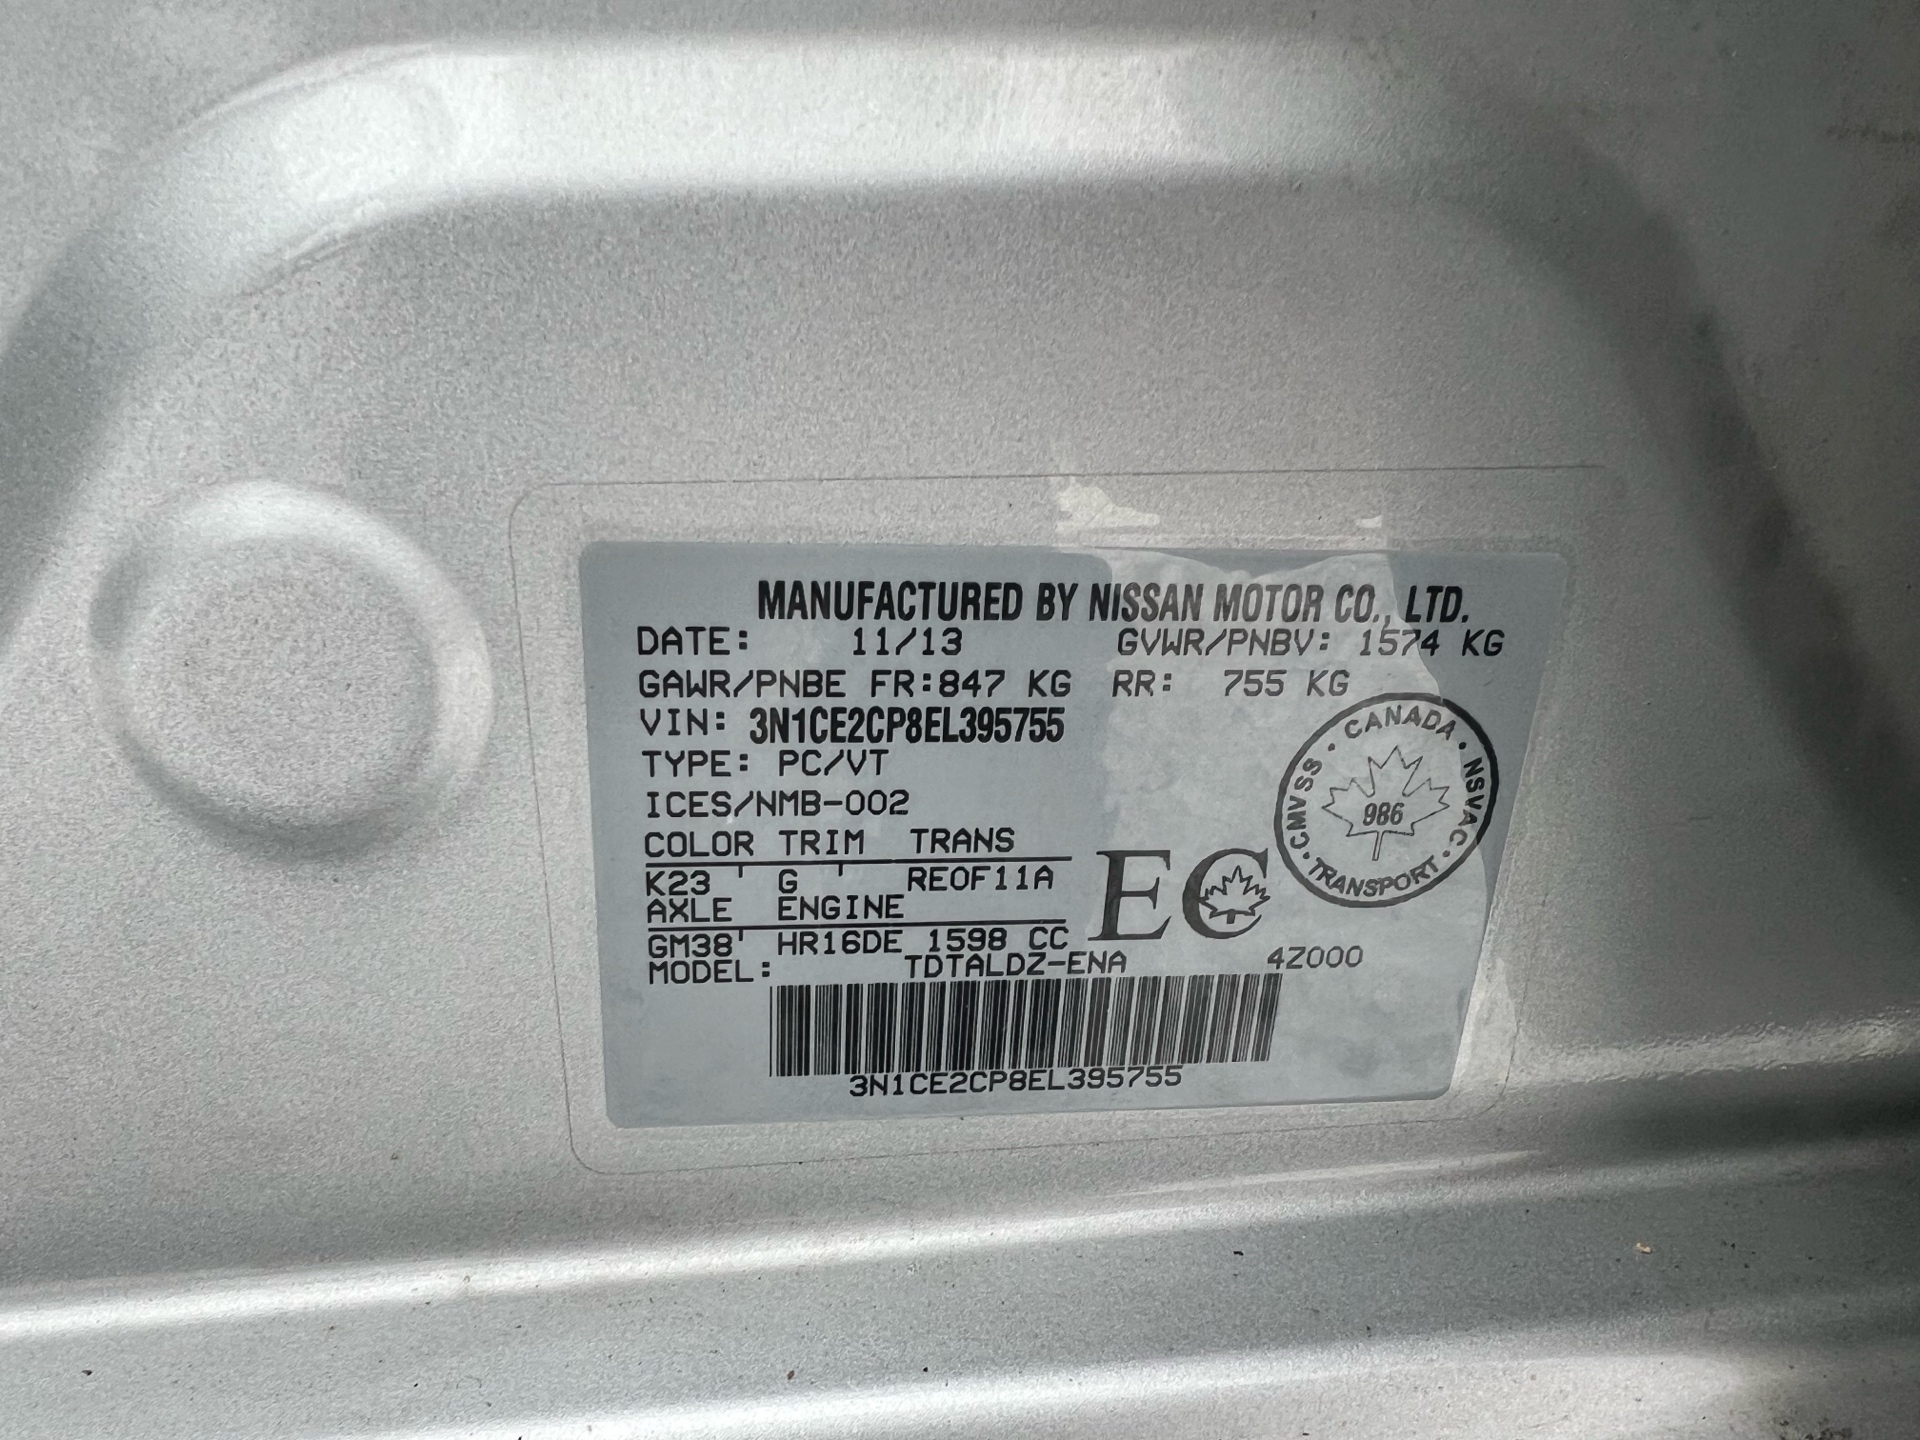 MANUFACTURED BY NISSAN MOTOR CO., LTD.
DATE: 11/13 GVWR/PNBV: 1574 KG
GAWR/PNBE FR:847 KG RR: 755 KG
VIN: 3N1CE2CP8EL395755
TYPE: PC/VT
ICES/NMB-002
COLOR TRIM TRANS
K23 ' G ' RE0F11A
AXLE ENGINE
GM38' HR16DE 1598 CC
MODEL: TDTALDZ-ENA 4Z000
3N1CE2CP8EL395755
EC
CANADA · NSVAC · TRANSPORT · CMVSS ·
986